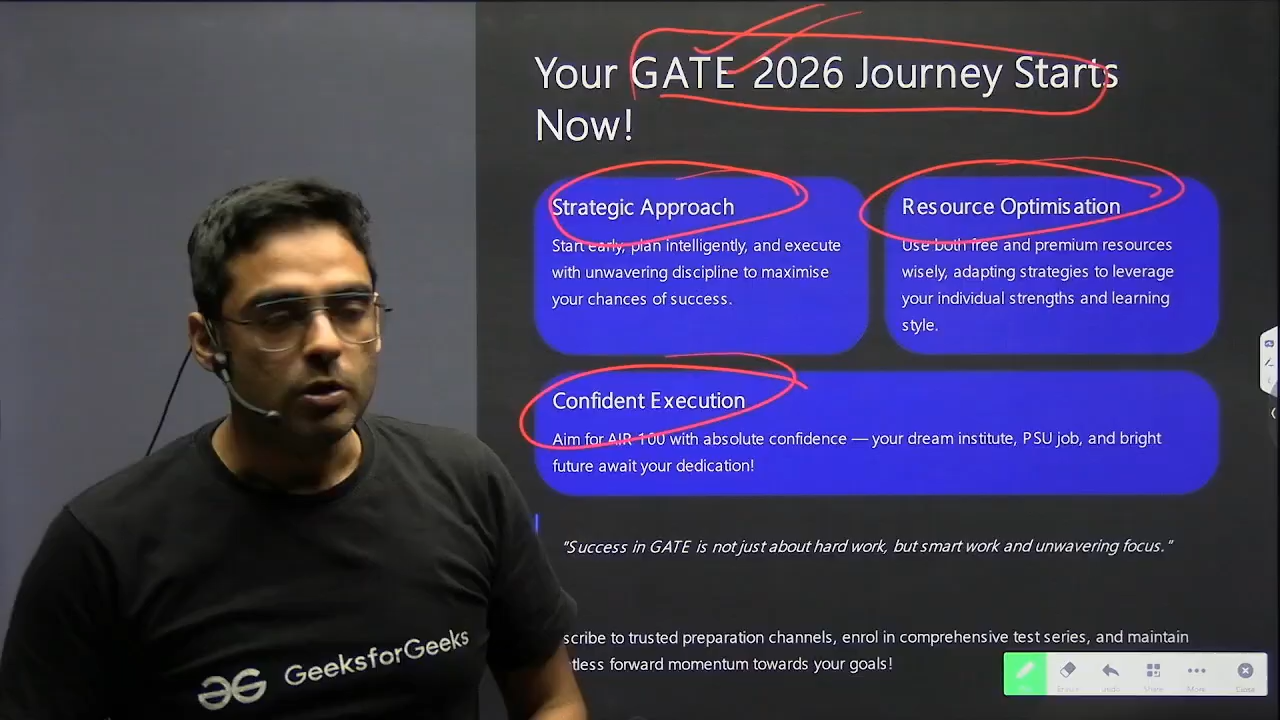 Your GATE 2026 Journey Starts
Now!
Strategic Approach
Start early, plan intelligently, and execute
with unwavering discipline to maximise
your chances of success.
Resource Optimisation
Use both free and premium resources
wisely, adapting strategies to leverage
your individual strengths and learning
style.
Confident Execution
Aim for AIR 100 with absolute confidence — your dream institute, PSU job, and bright
future await your dedication!
"Success in GATE is not just about hard work, but smart work and unwavering focus."
scribe to trusted preparation channels, enrol in comprehensive test series, and maintain
tless forward momentum towards your goals!
GeeksforGeeks
Erase Undo Share More Close